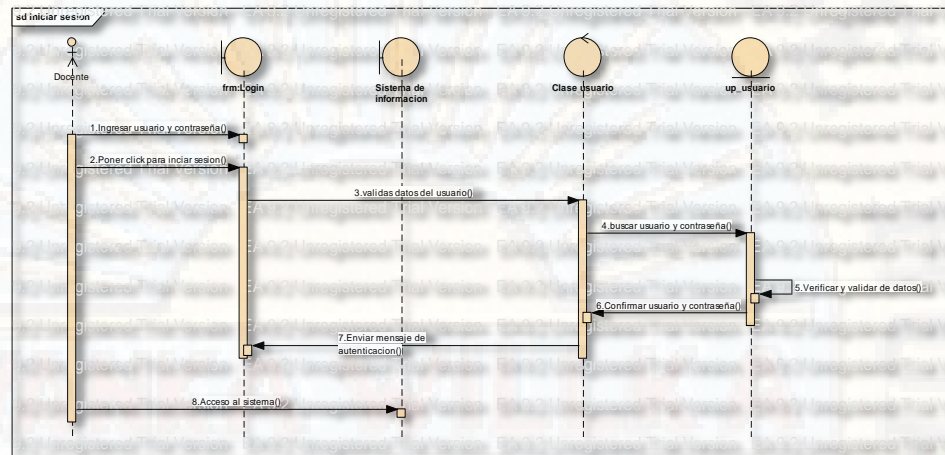 sd iniciar sesion
Docente
frm:Login
Sistema de
informacion
Clase usuario
up_usuario
1.Ingresar usuario y contraseña()
2.Poner click para inciar sesion()
3.validas datos del usuario()
4.buscar usuario y contraseña()
5.Verificar y validar de datos()
6.Confirmar usuario y contraseña()
7.Enviar mensaje de
autenticacion()
8.Acceso al sistema()